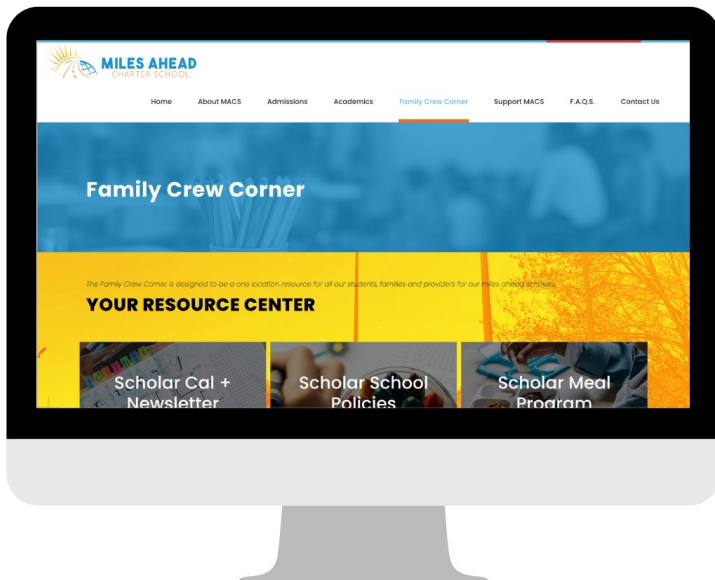 MILES AHEAD
CHARTER SCHOOL
Home About MACS Admissions Academics Family Crew Corner Support MACS F.A.Q.S. Contact Us
Family Crew Corner
The Family Crew Corner is designed to be a one location resource for all our students, families and providers for our miles ahead scholars.
YOUR RESOURCE CENTER
Scholar Cal +
Newsletter
Scholar School
Policies
Scholar Meal
Program